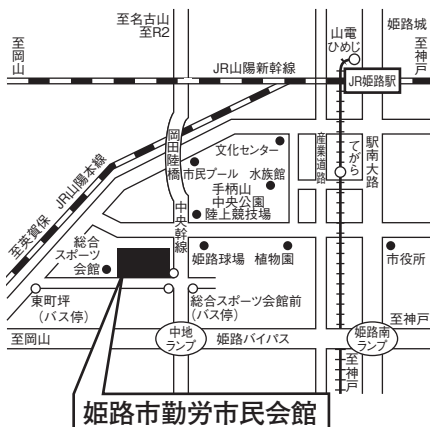 至名古山
至R2
山電
ひめじ
姫路城
至岡山
至神戸
JR山陽新幹線
JR姫路駅
岡田陸橋
文化センター
産業道路
てがら
駅南大路
市民プール
水族館
JR山陽本線
手柄山
中央公園
陸上競技場
至英賀保
中央幹線
総合
スポーツ
会館
姫路球場
植物園
市役所
東町坪
(バス停)
総合スポーツ会館前
(バス停)
至神戸
至岡山
中地
ランプ
姫路バイパス
姫路南
ランプ
至神戸
姫路市勤労市民会館